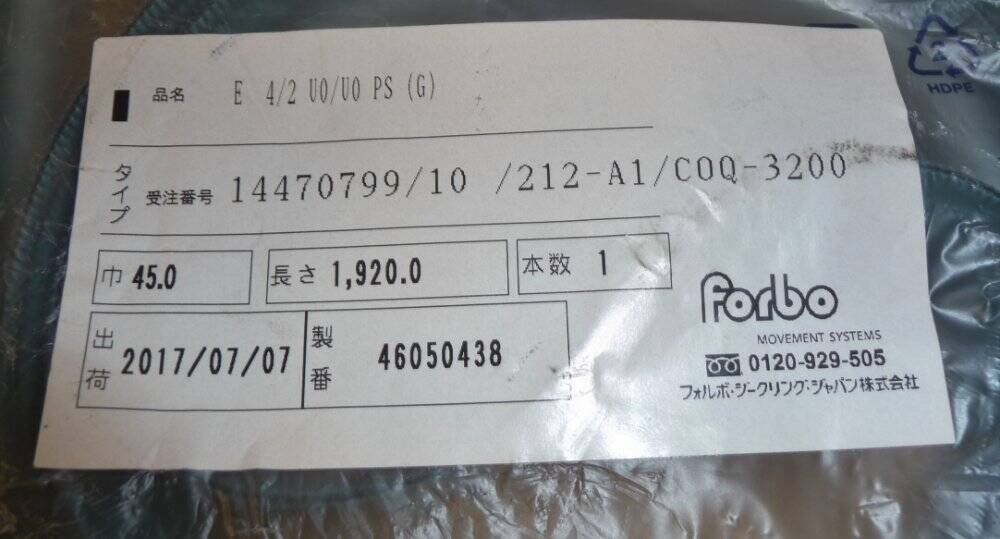 品名 E 4/2 U0/U0 PS (G)
タイプ 受注番号 14470799/10 /212-A1/COQ-3200
巾 45.0 長さ 1,920.0 本数 1
出荷 2017/07/07 製番 46050438
forbo
MOVEMENT SYSTEMS
0120-929-505
フォルボ・ジークリング・ジャパン株式会社
2
HDPE